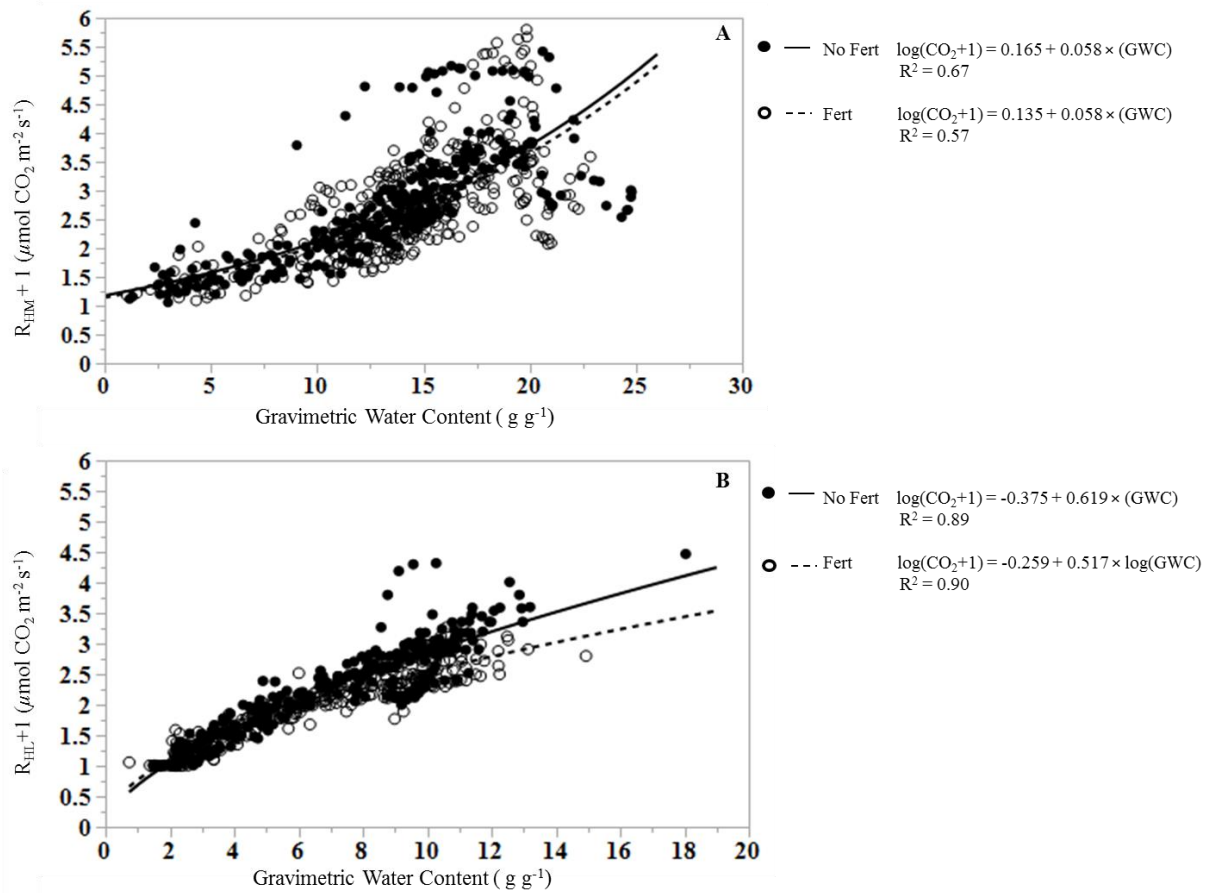 A
R_HM + 1 (µmol CO₂ m⁻² s⁻¹)
6
5.5
5
4.5
4
3.5
3
2.5
2
1.5
1
0.5
0
0 5 10 15 20 25 30
Gravimetric Water Content ( g g⁻¹)
No Fert log(CO₂+1) = 0.165 + 0.058 × (GWC)
R² = 0.67
Fert log(CO₂+1) = 0.135 + 0.058 × (GWC)
R² = 0.57
B
R_HL+1 (µmol CO₂ m⁻² s⁻¹)
6
5.5
5
4.5
4
3.5
3
2.5
2
1.5
1
0.5
0
0 2 4 6 8 10 12 14 16 18 20
Gravimetric Water Content ( g g⁻¹)
No Fert log(CO₂+1) = -0.375 + 0.619 × (GWC)
R² = 0.89
Fert log(CO₂+1) = -0.259 + 0.517 × log(GWC)
R² = 0.90